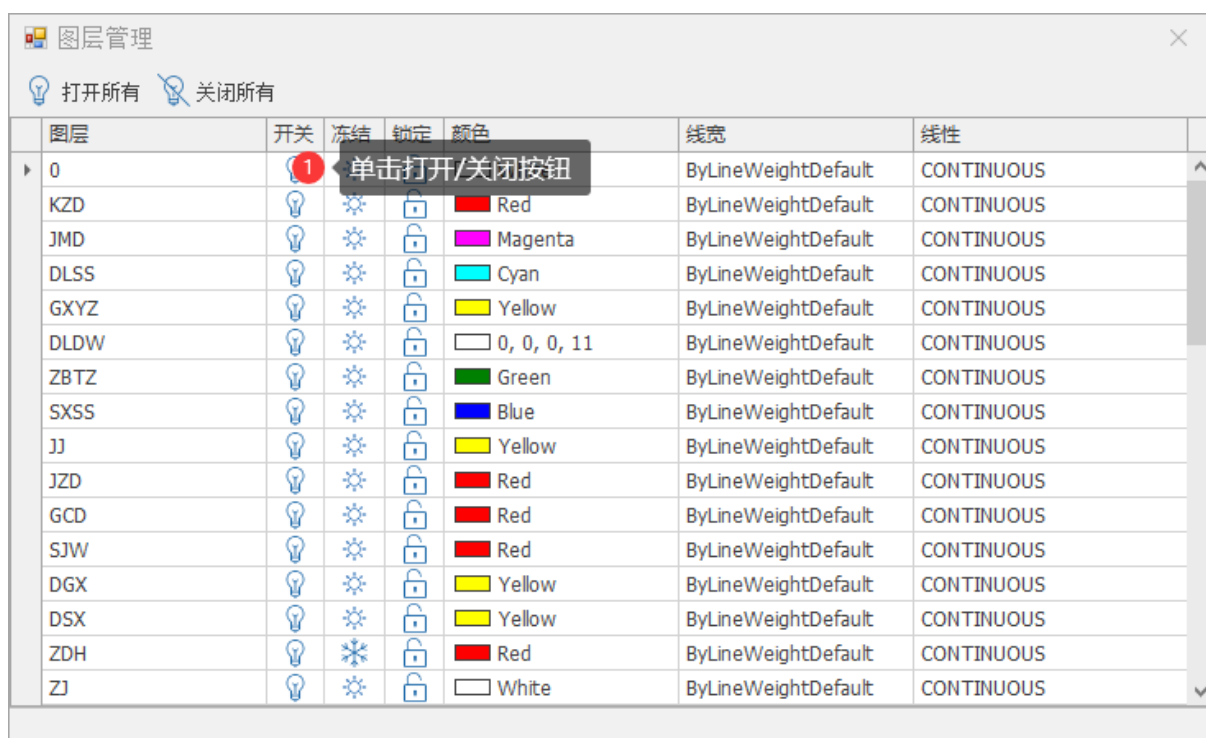 图层管理
打开所有 关闭所有
图层 开关 冻结 锁定 颜色 线宽 线性
0 1 单击打开/关闭按钮 ByLineWeightDefault CONTINUOUS
KZD Red ByLineWeightDefault CONTINUOUS
JMD Magenta ByLineWeightDefault CONTINUOUS
DLSS Cyan ByLineWeightDefault CONTINUOUS
GXYZ Yellow ByLineWeightDefault CONTINUOUS
DLDW 0, 0, 0, 11 ByLineWeightDefault CONTINUOUS
ZBTZ Green ByLineWeightDefault CONTINUOUS
SXSS Blue ByLineWeightDefault CONTINUOUS
JJ Yellow ByLineWeightDefault CONTINUOUS
JZD Red ByLineWeightDefault CONTINUOUS
GCD Red ByLineWeightDefault CONTINUOUS
SJW Red ByLineWeightDefault CONTINUOUS
DGX Yellow ByLineWeightDefault CONTINUOUS
DSX Yellow ByLineWeightDefault CONTINUOUS
ZDH Red ByLineWeightDefault CONTINUOUS
ZJ White ByLineWeightDefault CONTINUOUS